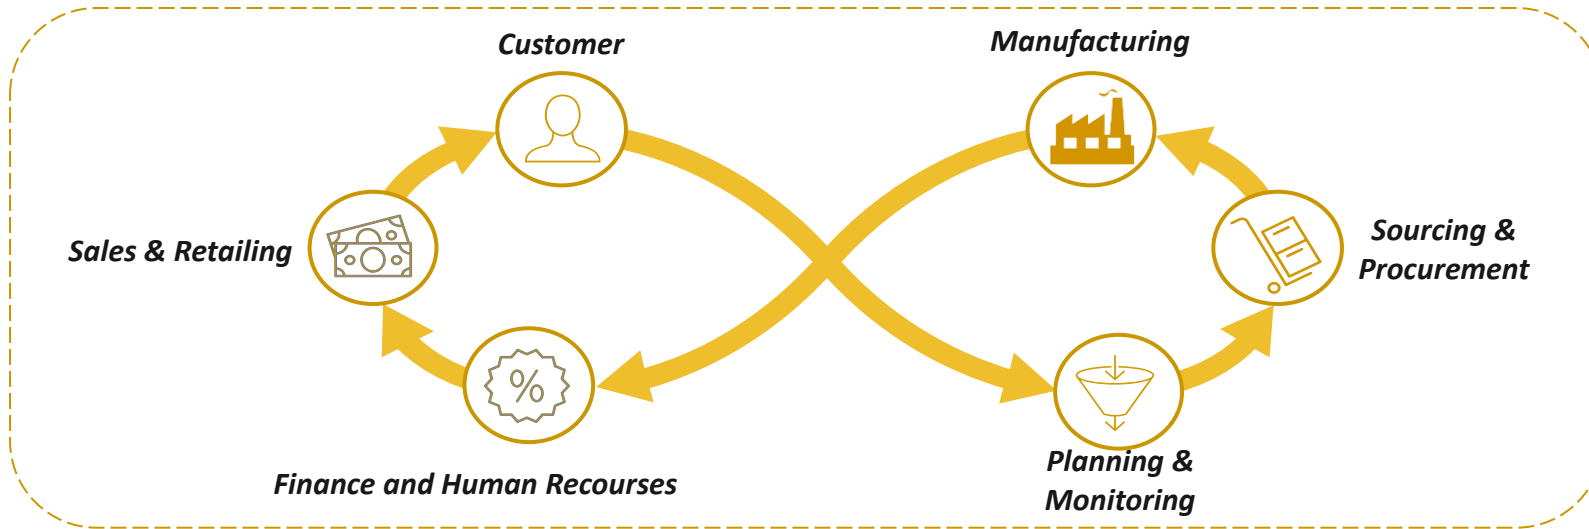 Customer
Manufacturing
Sales & Retailing
Sourcing &
Procurement
%
Finance and Human Recourses
Planning &
Monitoring